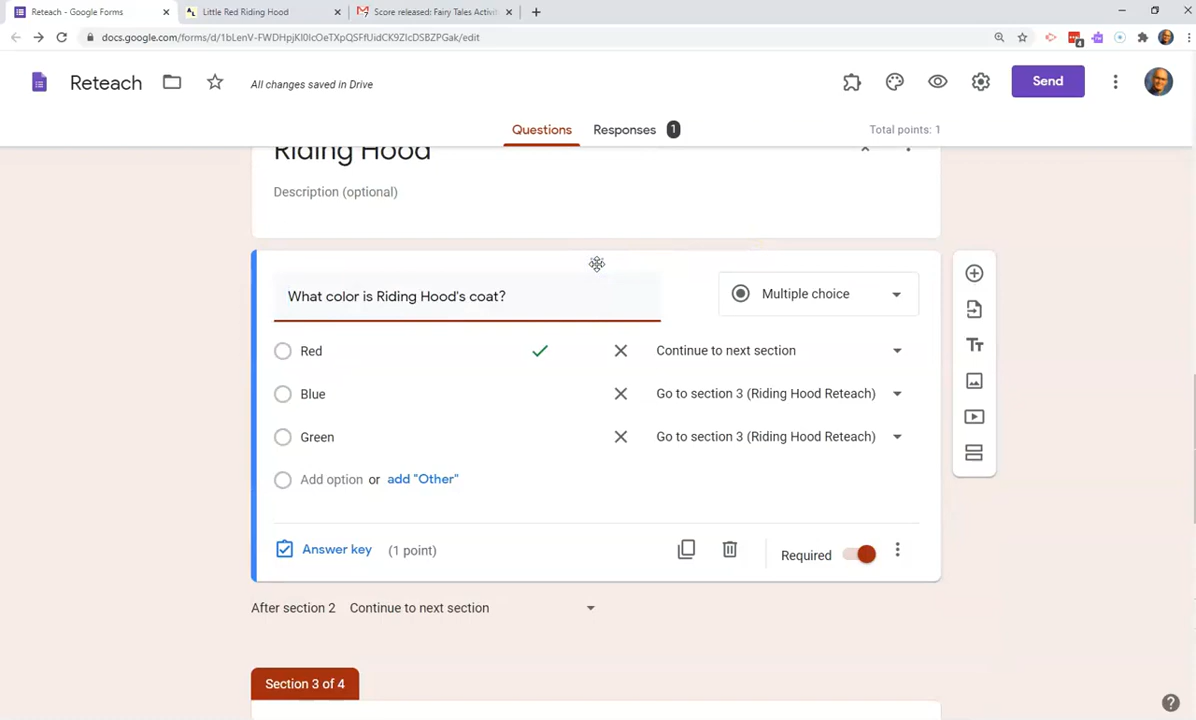 Reteach - Google Forms
Little Red Riding Hood
Score released: Fairy Tales Activit
docs.google.com/forms/d/1bLenV-FWDHpjKI0IcOeTXpQSFfUidCK9ZIcDSBZPGak/edit
4
Reteach
All changes saved in Drive
Send
Questions
Responses 1
Total points: 1
Riding Hood
Description (optional)
What color is Riding Hood's coat?
Multiple choice
Red
Continue to next section
Blue
Go to section 3 (Riding Hood Reteach)
Green
Go to section 3 (Riding Hood Reteach)
Add option or add "Other"
Answer key (1 point)
Required
After section 2 Continue to next section
Section 3 of 4